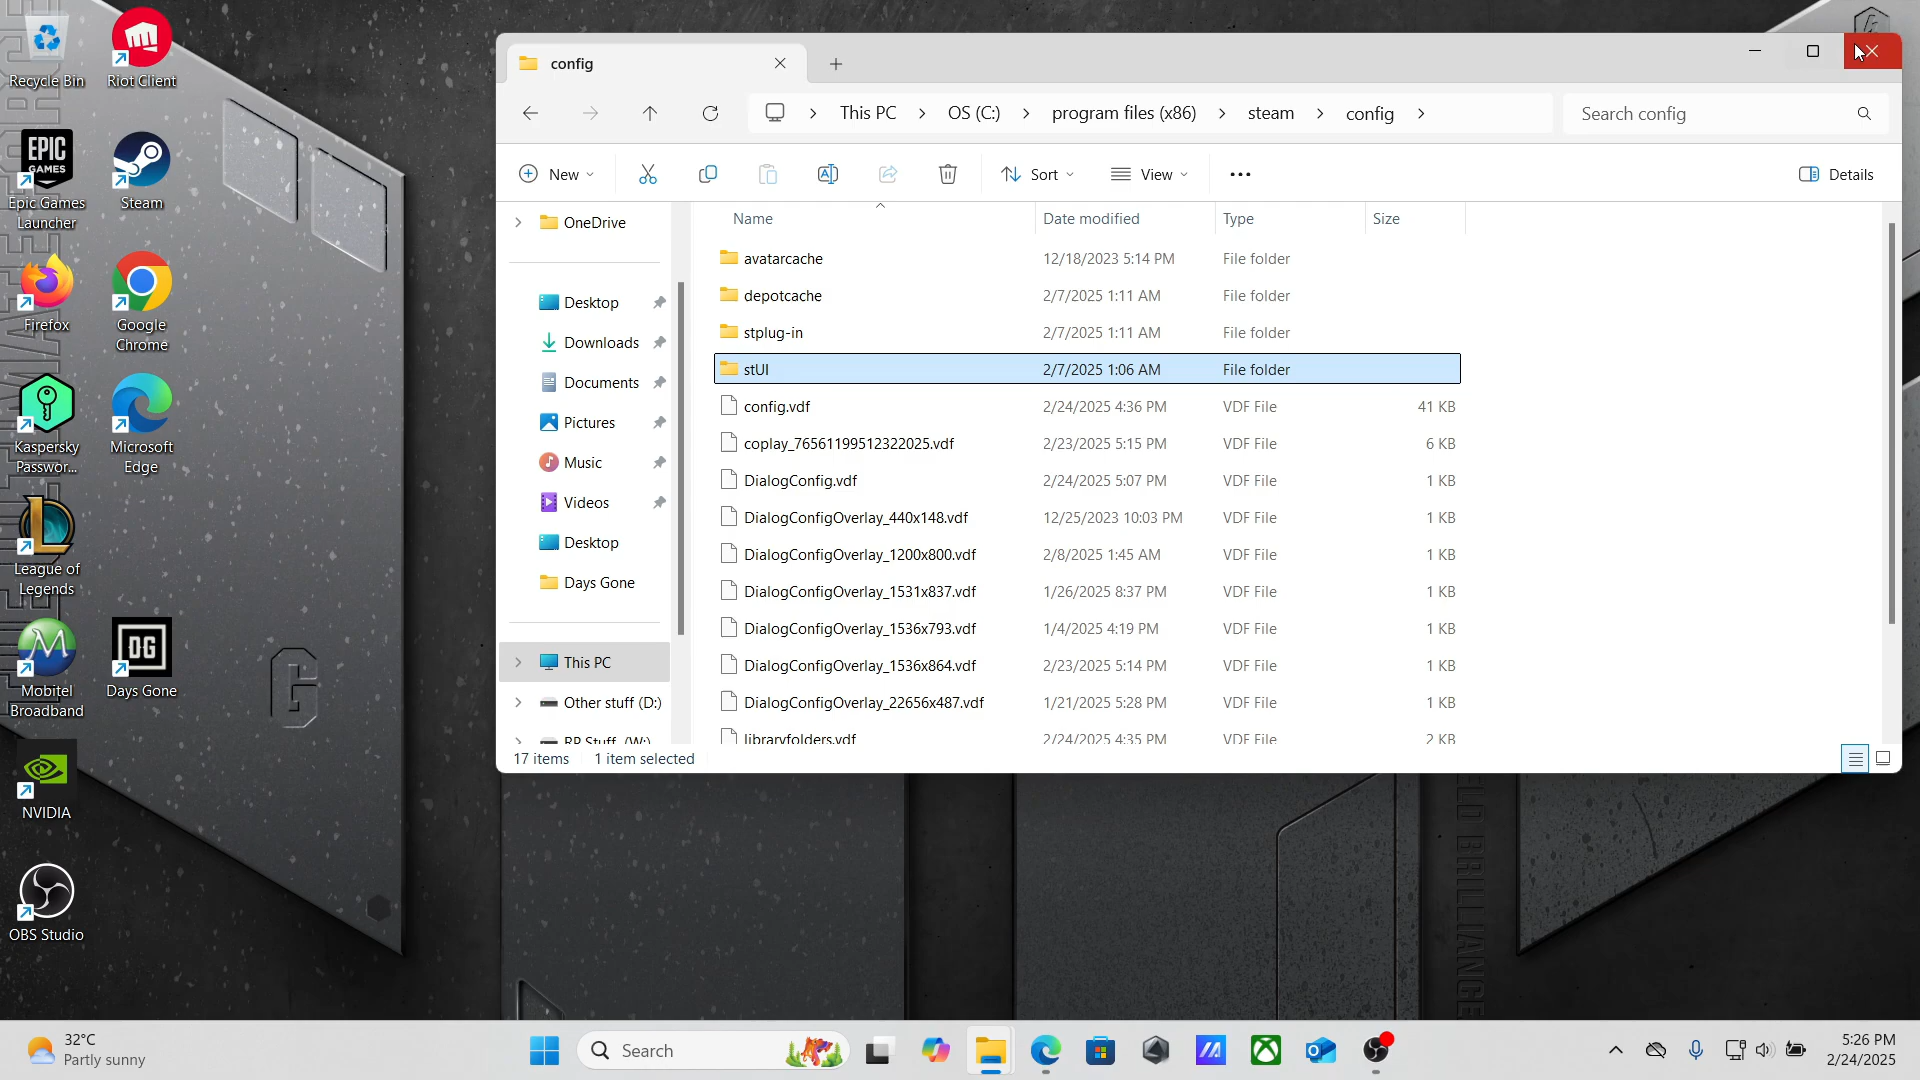 Recycle Bin
Riot Client
EPIC
GAMES
Epic Games
Launcher
Steam
Firefox
Google
Chrome
Kaspersky
Passwor...
Microsoft
Edge
League of
Legends
Mobitel
Broadband
DG
Days Gone
NVIDIA
OBS Studio
config
This PC
OS (C:)
program files (x86)
steam
config
Search config
New
Sort
View
Details
OneDrive
Desktop
Downloads
Documents
Pictures
Music
Videos
Desktop
Days Gone
This PC
Other stuff (D:)
RP Stuff (W:)
Name Date modified Type Size
avatarcache 12/18/2023 5:14 PM File folder
depotcache 2/7/2025 1:11 AM File folder
stplug-in 2/7/2025 1:11 AM File folder
stUI 2/7/2025 1:06 AM File folder
config.vdf 2/24/2025 4:36 PM VDF File 41 KB
coplay_76561199512322025.vdf 2/23/2025 5:15 PM VDF File 6 KB
DialogConfig.vdf 2/24/2025 5:07 PM VDF File 1 KB
DialogConfigOverlay_440x148.vdf 12/25/2023 10:03 PM VDF File 1 KB
DialogConfigOverlay_1200x800.vdf 2/8/2025 1:45 AM VDF File 1 KB
DialogConfigOverlay_1531x837.vdf 1/26/2025 8:37 PM VDF File 1 KB
DialogConfigOverlay_1536x793.vdf 1/4/2025 4:19 PM VDF File 1 KB
DialogConfigOverlay_1536x864.vdf 2/23/2025 5:14 PM VDF File 1 KB
DialogConfigOverlay_22656x487.vdf 1/21/2025 5:28 PM VDF File 1 KB
libraryfolders.vdf 2/24/2025 4:35 PM VDF File 2 KB
17 items 1 item selected
32°C
Partly sunny
Search
5:26 PM
2/24/2025